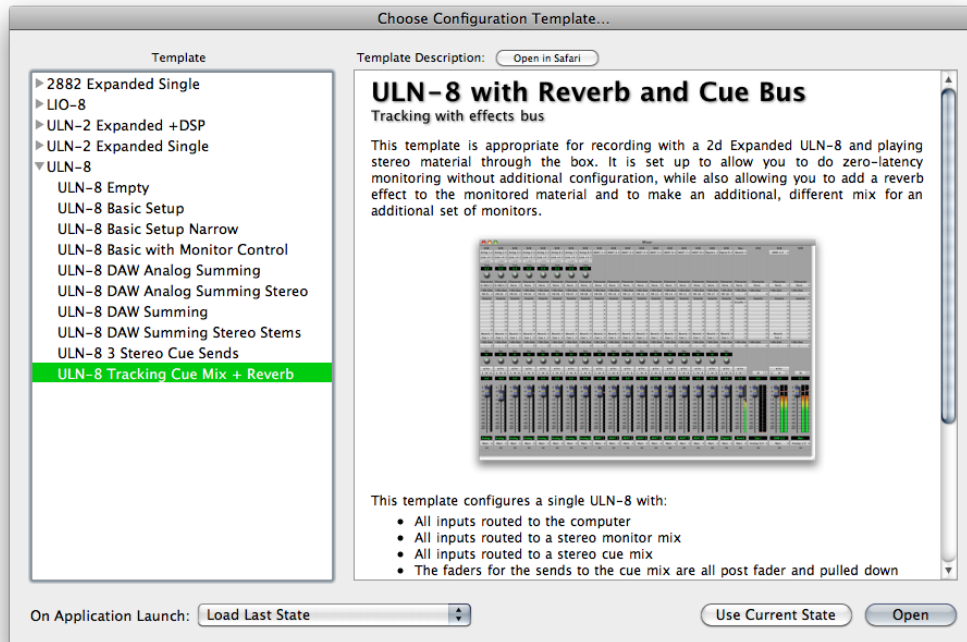 Choose Configuration Template...
Template
Template Description:
Open in Safari
2882 Expanded Single
LIO-8
ULN-2 Expanded +DSP
ULN-2 Expanded Single
ULN-8
ULN-8 Empty
ULN-8 Basic Setup
ULN-8 Basic Setup Narrow
ULN-8 Basic with Monitor Control
ULN-8 DAW Analog Summing
ULN-8 DAW Analog Summing Stereo
ULN-8 DAW Summing
ULN-8 DAW Summing Stereo Stems
ULN-8 3 Stereo Cue Sends
ULN-8 Tracking Cue Mix + Reverb
ULN-8 with Reverb and Cue Bus
Tracking with effects bus
This template is appropriate for recording with a 2d Expanded ULN-8 and playing
stereo material through the box. It is set up to allow you to do zero-latency
monitoring without additional configuration, while also allowing you to add a reverb
effect to the monitored material and to make an additional, different mix for an
additional set of monitors.
This template configures a single ULN-8 with:
• All inputs routed to the computer
• All inputs routed to a stereo monitor mix
• All inputs routed to a stereo cue mix
• The faders for the sends to the cue mix are all post fader and pulled down
On Application Launch:
Load Last State
Use Current State
Open